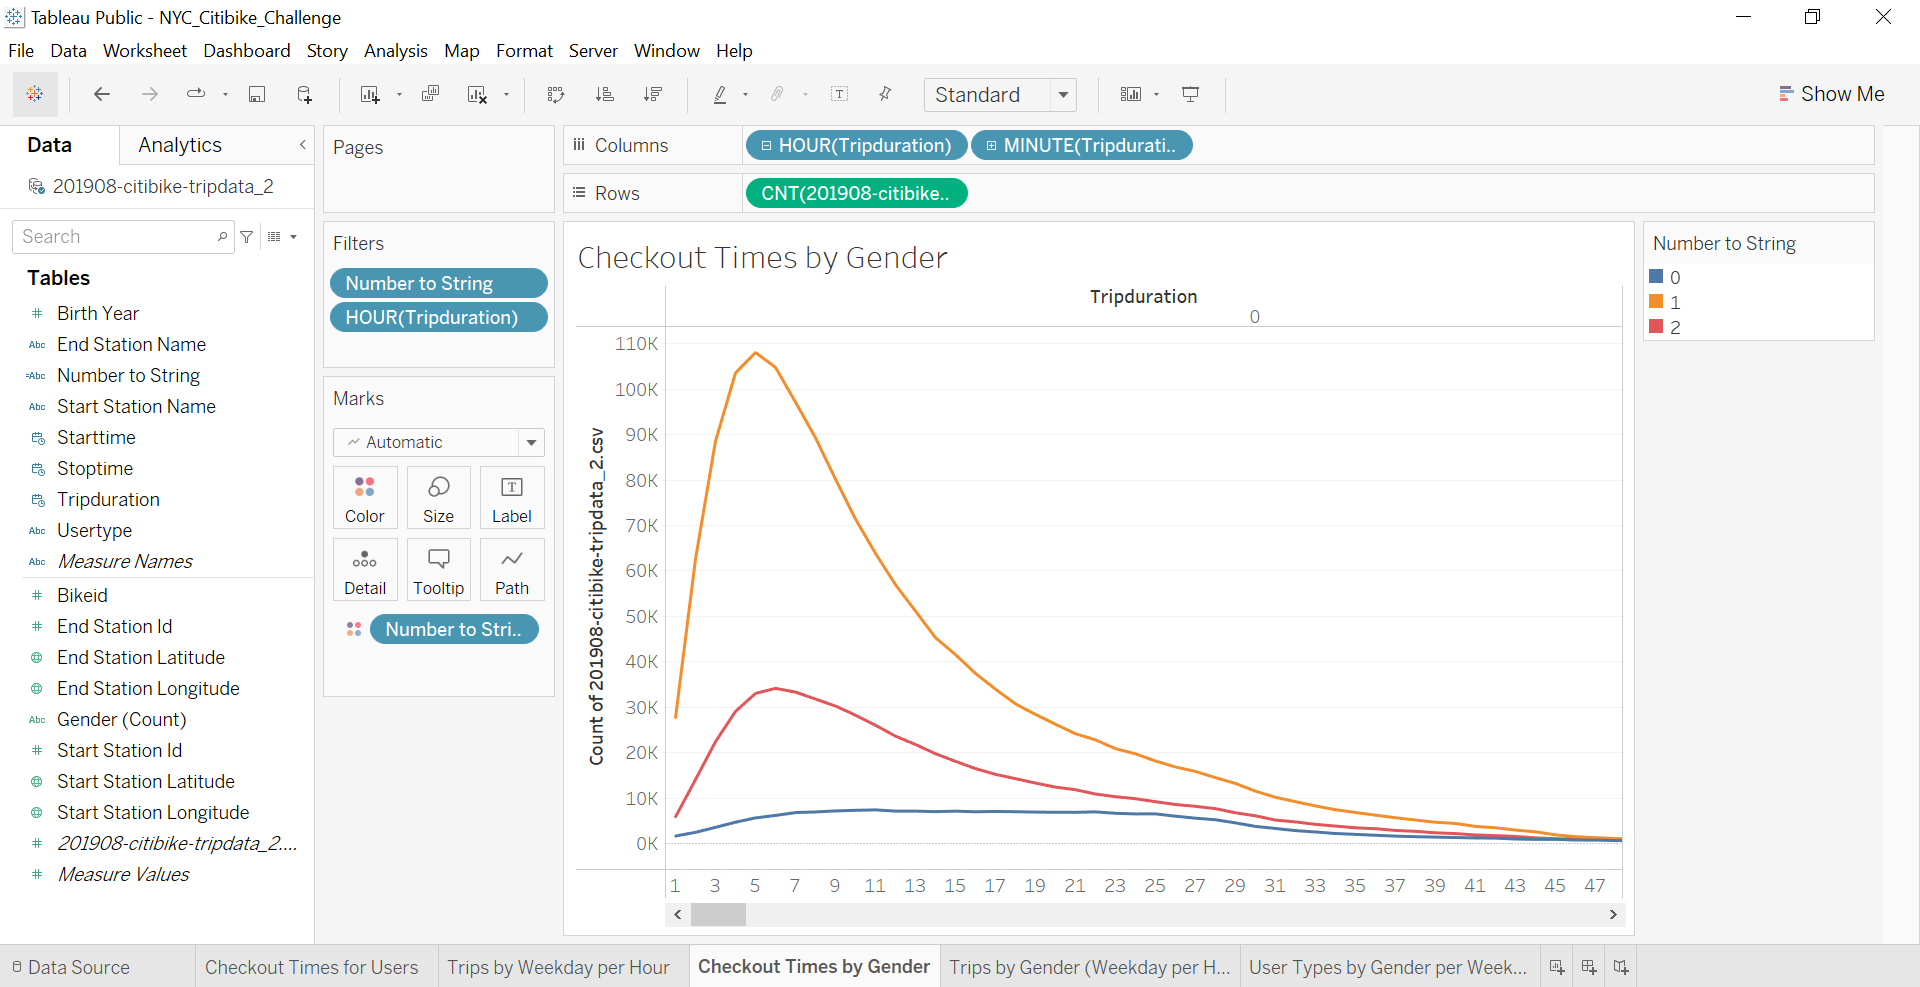 Tableau Public - NYC_Citibike_Challenge
File Data Worksheet Dashboard Story Analysis Map Format Server Window Help
Standard
Show Me
Data Analytics
201908-citibike-tripdata_2
Search
Tables
Birth Year
Abc End Station Name
=Abc Number to String
Abc Start Station Name
Starttime
Stoptime
Tripduration
Abc Usertype
Abc Measure Names
Bikeid
End Station Id
End Station Latitude
End Station Longitude
Abc Gender (Count)
Start Station Id
Start Station Latitude
Start Station Longitude
201908-citibike-tripdata_2....
Measure Values
Pages
Filters
Number to String
HOUR(Tripduration)
Marks
Automatic
Color Size Label
Detail Tooltip Path
Number to Stri..
Columns HOUR(Tripduration) MINUTE(Tripdurati..
Rows CNT(201908-citibike..
Checkout Times by Gender
Tripduration
0
Count of 201908-citibike-tripdata_2.csv
110K
100K
90K
80K
70K
60K
50K
40K
30K
20K
10K
0K
1 3 5 7 9 11 13 15 17 19 21 23 25 27 29 31 33 35 37 39 41 43 45 47
Number to String
0
1
2
Data Source Checkout Times for Users Trips by Weekday per Hour Checkout Times by Gender Trips by Gender (Weekday per H... User Types by Gender per Week...